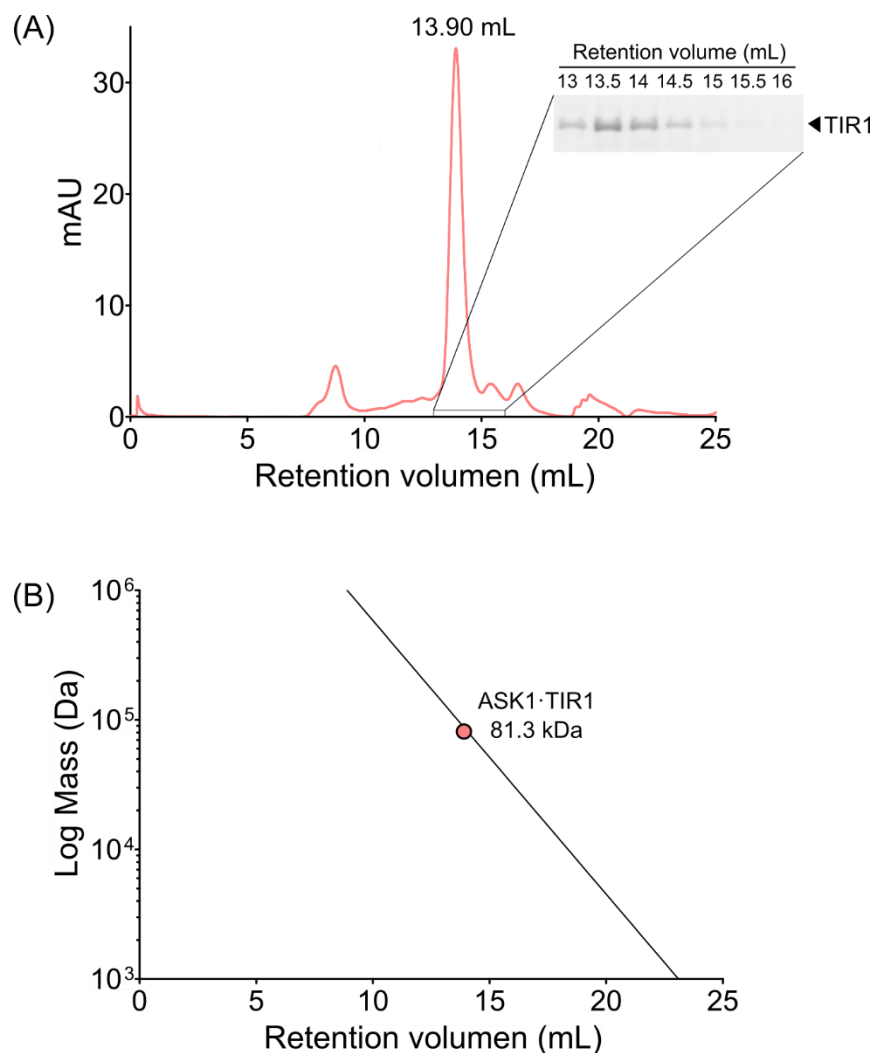 (A)
13.90 mL
Retention volume (mL)
13 13.5 14 14.5 15 15.5 16
◄TIR1
mAU
30
20
10
0
0 5 10 15 20 25
Retention volumen (mL)
(B)
Log Mass (Da)
10⁶
10⁵
10⁴
10³
ASK1·TIR1
81.3 kDa
0 5 10 15 20 25
Retention volumen (mL)